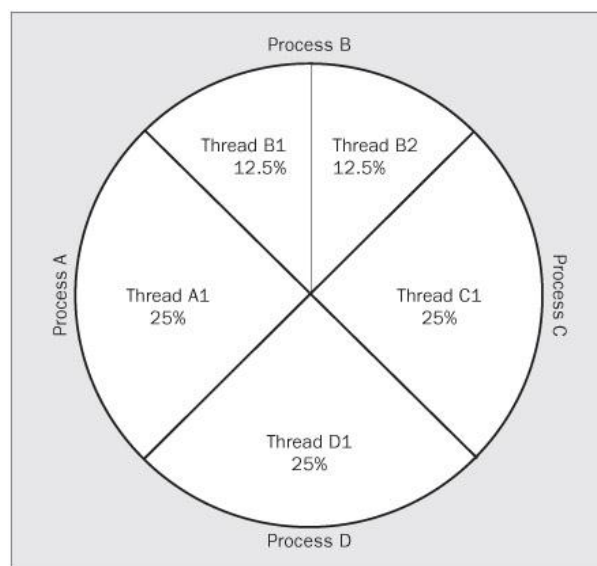 Process B
Thread B1
12.5%
Thread B2
12.5%
Process A
Thread A1
25%
Thread C1
25%
Process C
Thread D1
25%
Process D